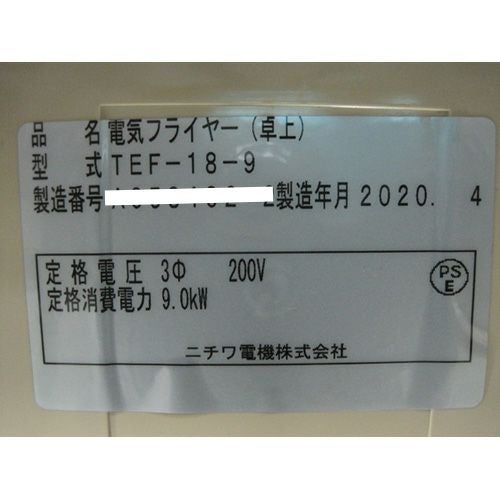 品 名 電気フライヤー (卓上)
型 式 TEF-18-9
製造番号 製造年月 2020. 4
定格電圧 3Φ 200V
定格消費電力 9.0kW
PS
E
ニチワ電機株式会社